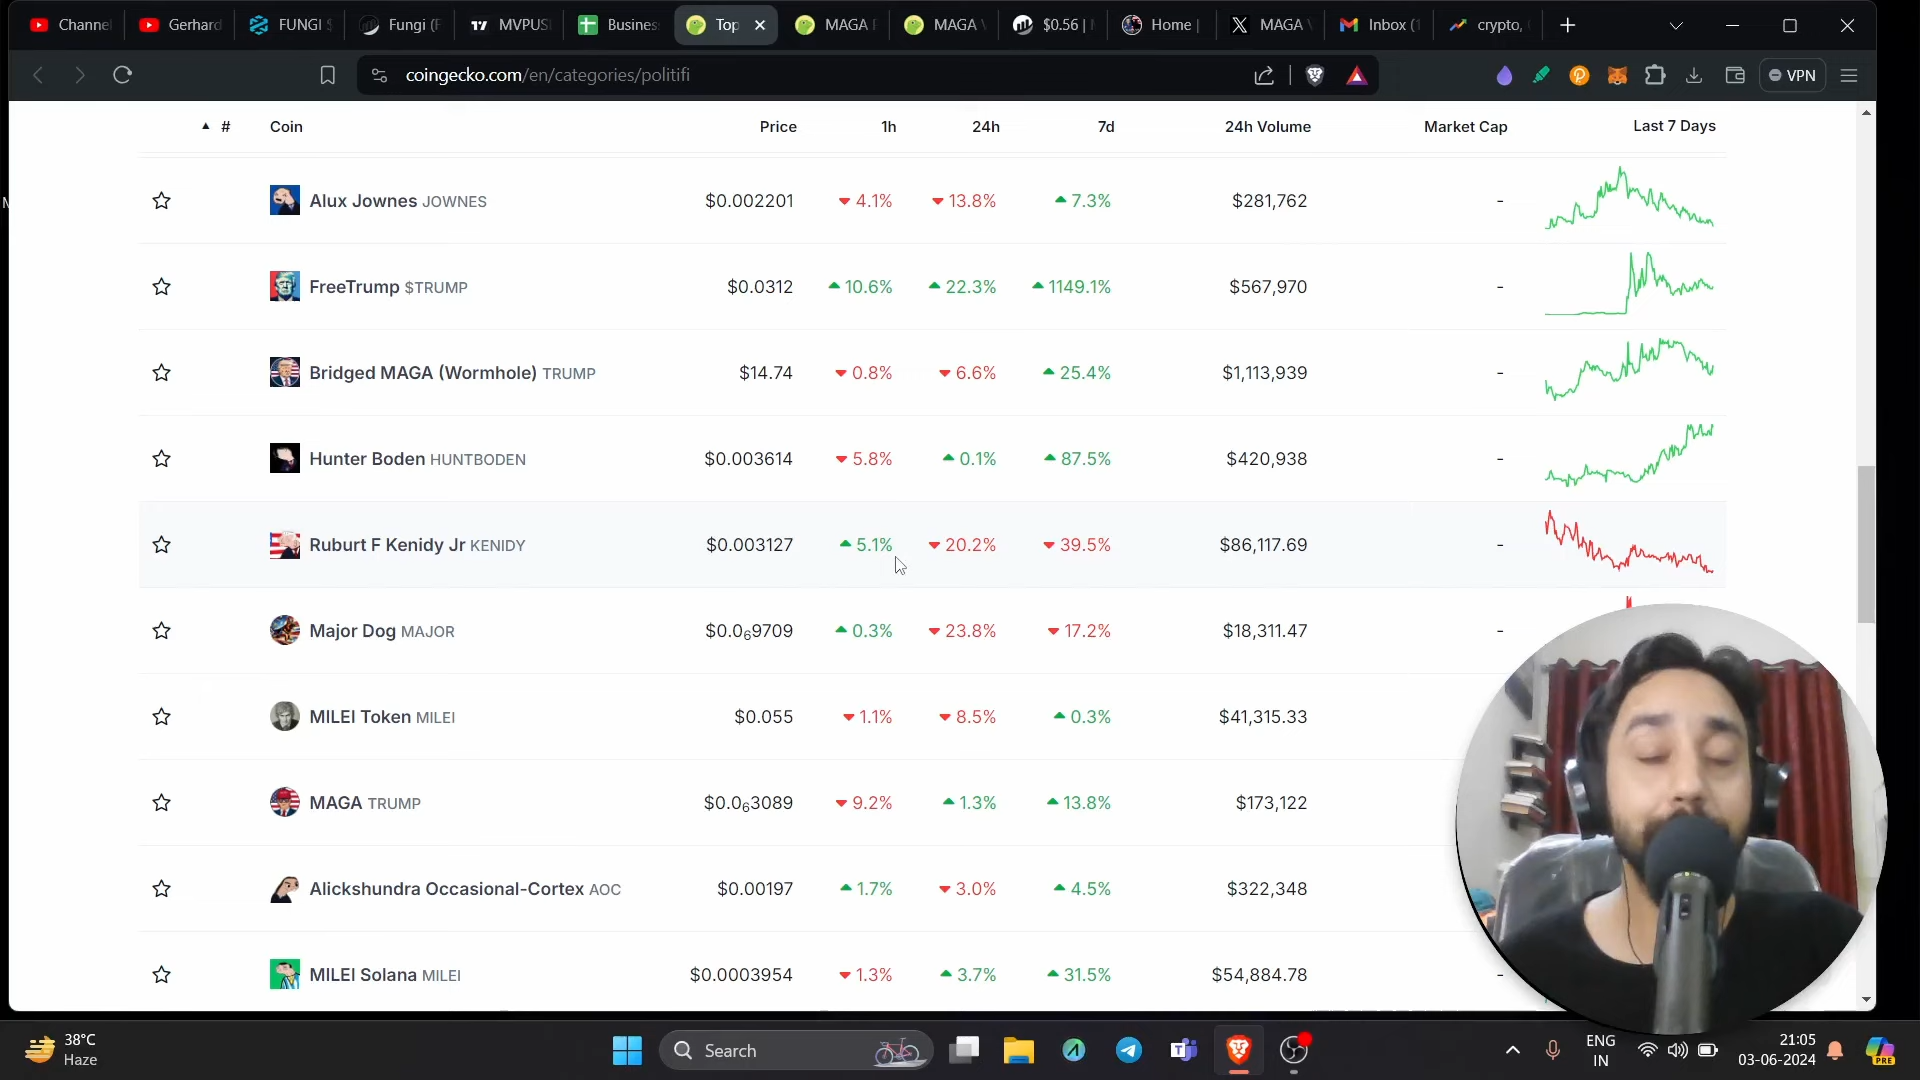 Channe
Gerhard
FUNGI $
Fungi (F
MVPUS
Busines
Top
MAGA
MAGA
$0.56 |
Home |
MAGA
Inbox (1
crypto,
coingecko.com/en/categories/politifi
VPN
# Coin Price 1h 24h 7d 24h Volume Market Cap Last 7 Days
Alux Jownes JOWNES $0.002201 4.1% 13.8% 7.3% $281,762 -
FreeTrump $TRUMP $0.0312 10.6% 22.3% 1149.1% $567,970 -
Bridged MAGA (Wormhole) TRUMP $14.74 0.8% 6.6% 25.4% $1,113,939 -
Hunter Boden HUNTBODEN $0.003614 5.8% 0.1% 87.5% $420,938 -
Ruburt F Kenidy Jr KENIDY $0.003127 5.1% 20.2% 39.5% $86,117.69 -
Major Dog MAJOR $0.0₆9709 0.3% 23.8% 17.2% $18,311.47 -
MILEI Token MILEI $0.055 1.1% 8.5% 0.3% $41,315.33
MAGA TRUMP $0.0₆3089 9.2% 1.3% 13.8% $173,122
Alickshundra Occasional-Cortex AOC $0.00197 1.7% 3.0% 4.5% $322,348
MILEI Solana MILEI $0.0003954 1.3% 3.7% 31.5% $54,884.78 -
38°C
Haze
Search
ENG
IN
21:05
03-06-2024
PRE